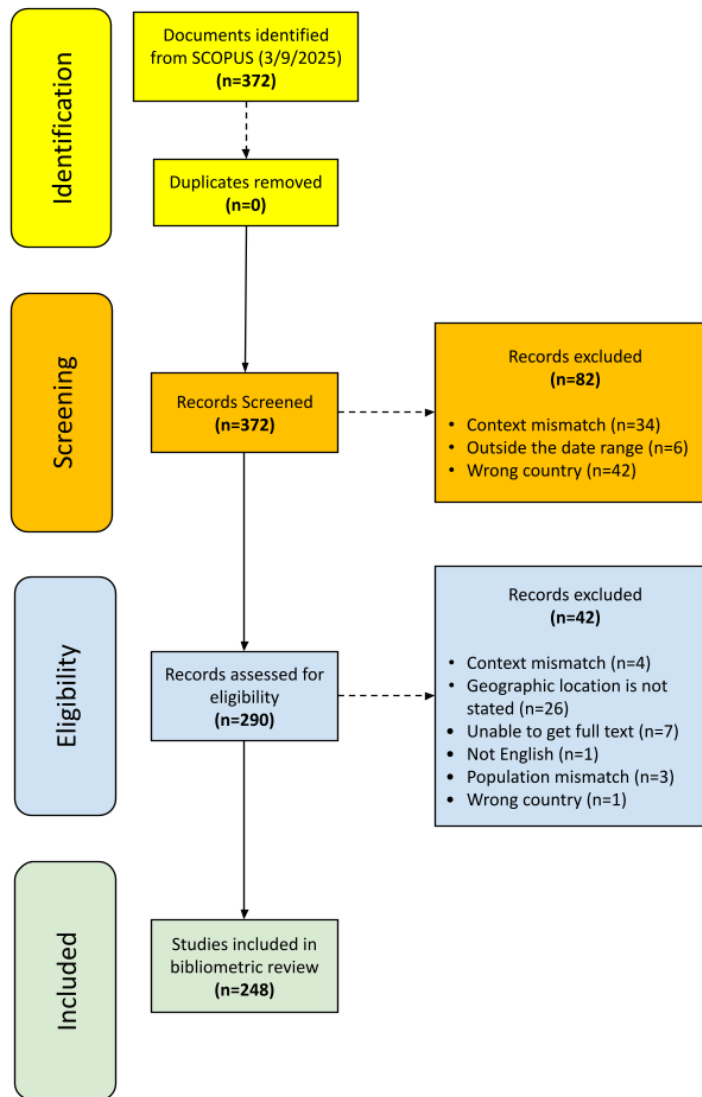 Identification
Documents identified
from SCOPUS (3/9/2025)
(n=372)
Duplicates removed
(n=0)
Screening
Records Screened
(n=372)
Records excluded
(n=82)
• Context mismatch (n=34)
• Outside the date range (n=6)
• Wrong country (n=42)
Eligibility
Records assessed for
eligibility
(n=290)
Records excluded
(n=42)
• Context mismatch (n=4)
• Geographic location is not
stated (n=26)
• Unable to get full text (n=7)
• Not English (n=1)
• Population mismatch (n=3)
• Wrong country (n=1)
Included
Studies included in
bibliometric review
(n=248)